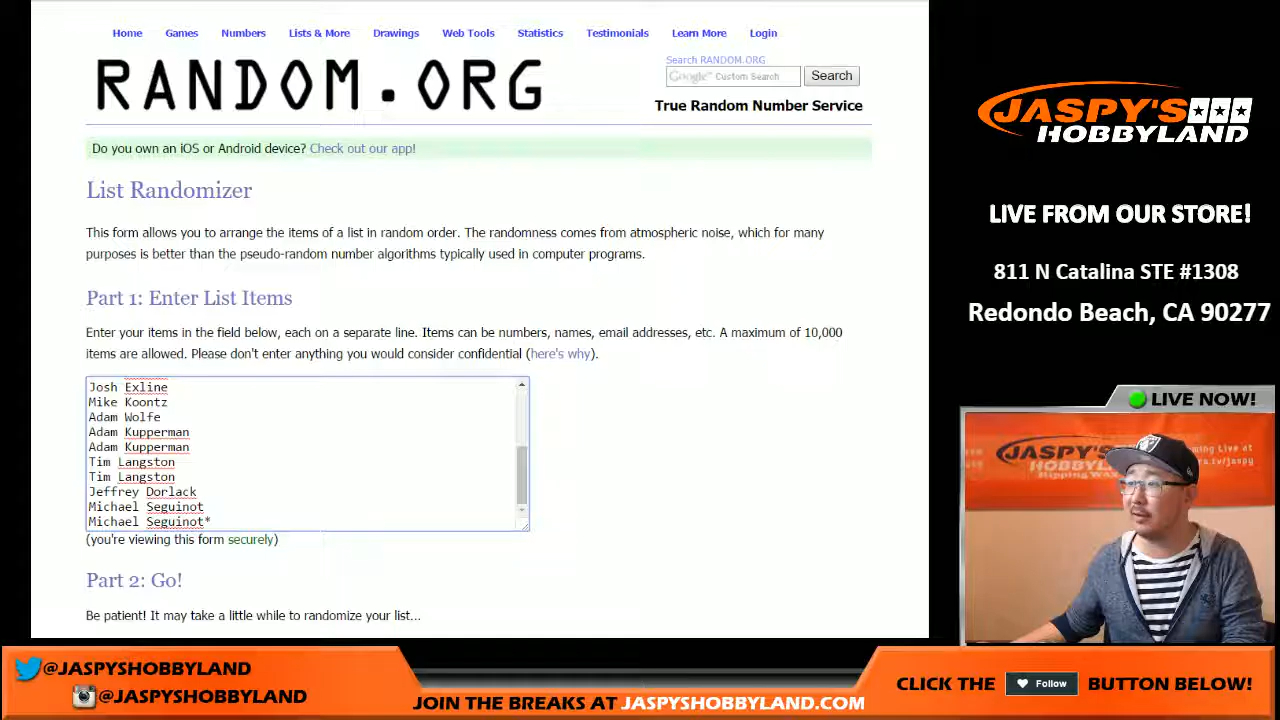 Home Games Numbers Lists & More Drawings Web Tools Statistics Testimonials Learn More Login
RANDOM.ORG
Search RANDOM.ORG
Google™ Custom Search
Search
True Random Number Service
Do you own an iOS or Android device? Check out our app!
List Randomizer
This form allows you to arrange the items of a list in random order. The randomness comes from atmospheric noise, which for many
purposes is better than the pseudo-random number algorithms typically used in computer programs.
Part 1: Enter List Items
Enter your items in the field below, each on a separate line. Items can be numbers, names, email addresses, etc. A maximum of 10,000
items are allowed. Please don't enter anything you would consider confidential (here's why).
Josh Exline
Mike Koontz
Adam Wolfe
Adam Kupperman
Adam Kupperman
Tim Langston
Tim Langston
Jeffrey Dorlack
Michael Seguinot
Michael Seguinot*
(you're viewing this form securely)
Part 2: Go!
Be patient! It may take a little while to randomize your list...
JASPY'S
HOBBYLAND
LIVE FROM OUR STORE!
811 N Catalina STE #1308
Redondo Beach, CA 90277
LIVE NOW!
JASPY'S
HOBBYLAND
@JASPYSHOBBYLAND
@JASPYSHOBBYLAND
JOIN THE BREAKS AT JASPYSHOBBYLAND.COM
CLICK THE Follow BUTTON BELOW!